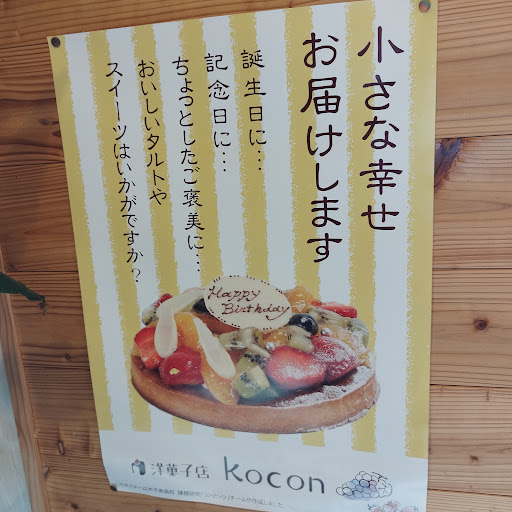 小さな幸せ
お届けします
誕生日に…
記念日に…
ちょっとしたご褒美に…
おいしいタルトや
スイーツはいかがですか？
Happy
Birthday
洋菓子店 kocon